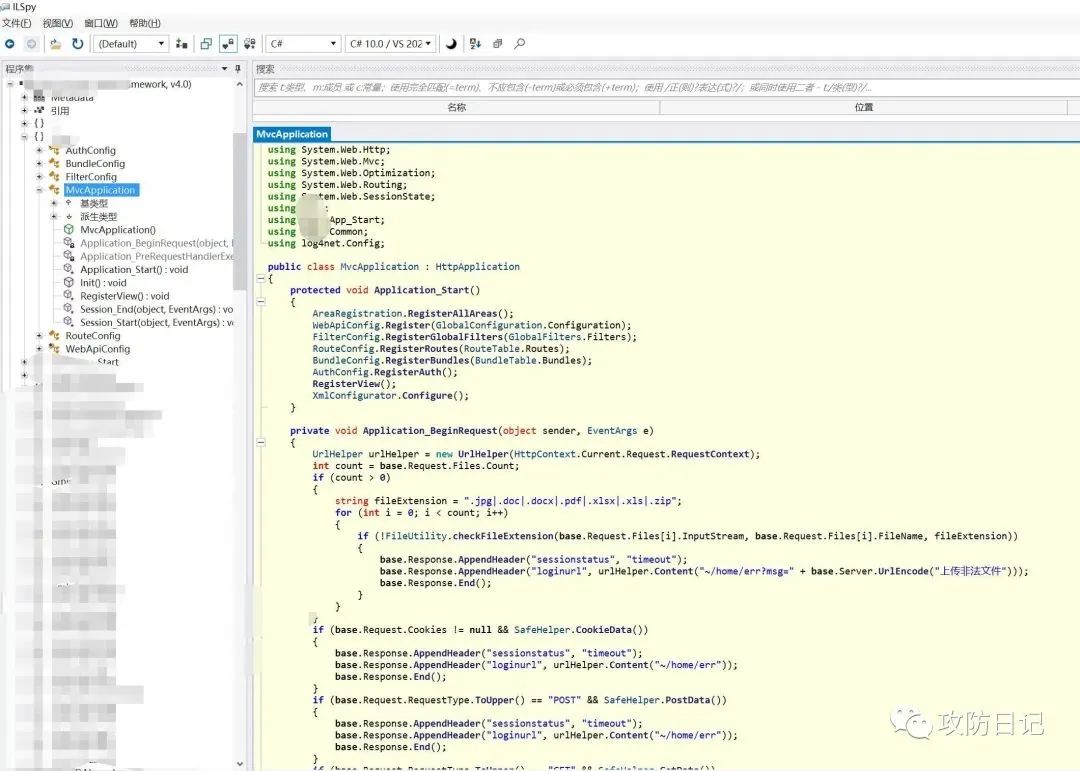 ILSpy
文件(F) 视图(V) 窗口(W) 帮助(H)
(Default) C# C# 10.0 / VS 202
程序集
mework, v4.0)
Metadata
引用
{ }
{ }
AuthConfig
BundleConfig
FilterConfig
MvcApplication
基类型
派生类型
MvcApplication()
Application_BeginRequest(object,
Application_PreRequestHandlerExe
Application_Start() : void
Init() : void
RegisterView() : void
Session_End(object, EventArgs) : vo
Session_Start(object, EventArgs) : vo
RouteConfig
WebApiConfig
Start
搜索
搜索 t:类型、m:成员 或 c:常量；使用完全匹配(=term)、不应包含(-term)或必须包含(+term)；使用 /正(则)?表达(式)?/；或同时使用二者 - t:/类(型)?/...
名称 位置
MvcApplication
using System.Web.Http;
using System.Web.Mvc;
using System.Web.Optimization;
using System.Web.Routing;
using System.Web.SessionState;
using ;
using App_Start;
using Common;
using log4net.Config;
public class MvcApplication : HttpApplication
{
protected void Application_Start()
{
AreaRegistration.RegisterAllAreas();
WebApiConfig.Register(GlobalConfiguration.Configuration);
FilterConfig.RegisterGlobalFilters(GlobalFilters.Filters);
RouteConfig.RegisterRoutes(RouteTable.Routes);
BundleConfig.RegisterBundles(BundleTable.Bundles);
AuthConfig.RegisterAuth();
RegisterView();
XmlConfigurator.Configure();
}
private void Application_BeginRequest(object sender, EventArgs e)
{
UrlHelper urlHelper = new UrlHelper(HttpContext.Current.Request.RequestContext);
int count = base.Request.Files.Count;
if (count > 0)
{
string fileExtension = ".jpg|.doc|.docx|.pdf|.xlsx|.xls|.zip";
for (int i = 0; i < count; i++)
{
if (!FileUtility.checkFileExtension(base.Request.Files[i].InputStream, base.Request.Files[i].FileName, fileExtension))
{
base.Response.AppendHeader("sessionstatus", "timeout");
base.Response.AppendHeader("loginurl", urlHelper.Content("~/home/err?msg=" + base.Server.UrlEncode("上传非法文件")));
base.Response.End();
}
}
}
if (base.Request.Cookies != null && SafeHelper.CookieData())
{
base.Response.AppendHeader("sessionstatus", "timeout");
base.Response.AppendHeader("loginurl", urlHelper.Content("~/home/err"));
base.Response.End();
}
if (base.Request.RequestType.ToUpper() == "POST" && SafeHelper.PostData())
{
base.Response.AppendHeader("sessionstatus", "timeout");
base.Response.AppendHeader("loginurl", urlHelper.Content("~/home/err"));
base.Response.End();
}
if (base.Request.RequestType.ToUpper() == "GET" && SafeHelper.GetData())
攻防日记